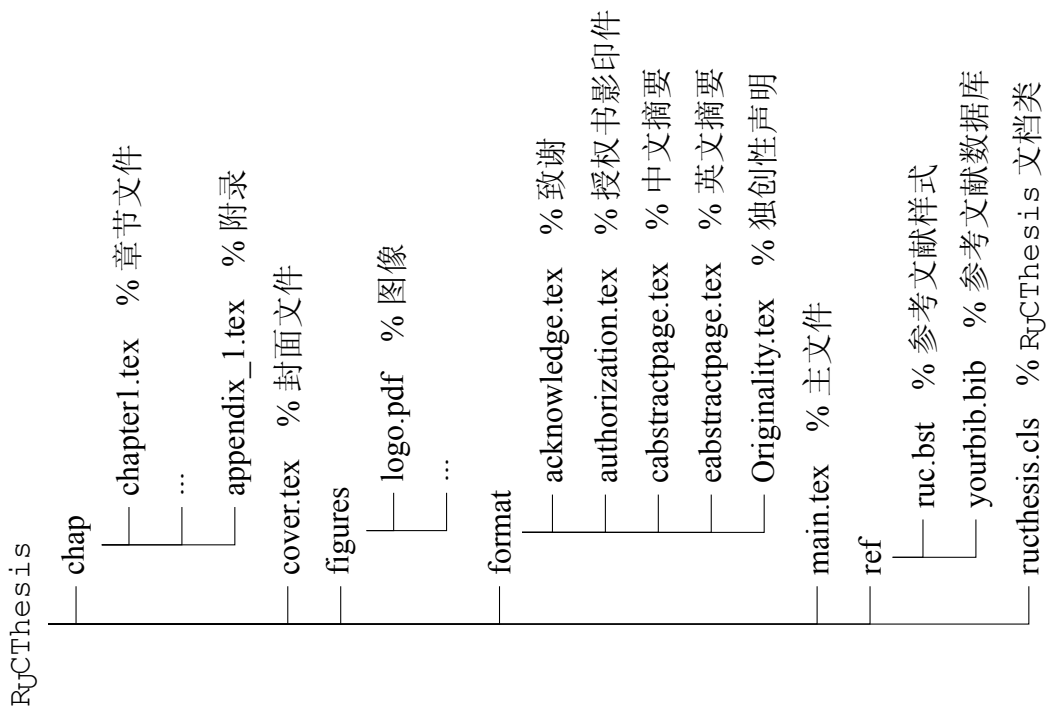 RUCThesis
chap
chapter1.tex % 章节文件
...
appendix_1.tex % 附录
cover.tex % 封面文件
figures
logo.pdf % 图像
...
format
acknowledge.tex % 致谢
authorization.tex % 授权书影印件
cabstractpage.tex % 中文摘要
eabstractpage.tex % 英文摘要
Originality.tex % 独创性声明
main.tex % 主文件
ref
ruc.bst % 参考文献样式
yourbib.bib % 参考文献数据库
ructhesis.cls % RUCThesis 文档类